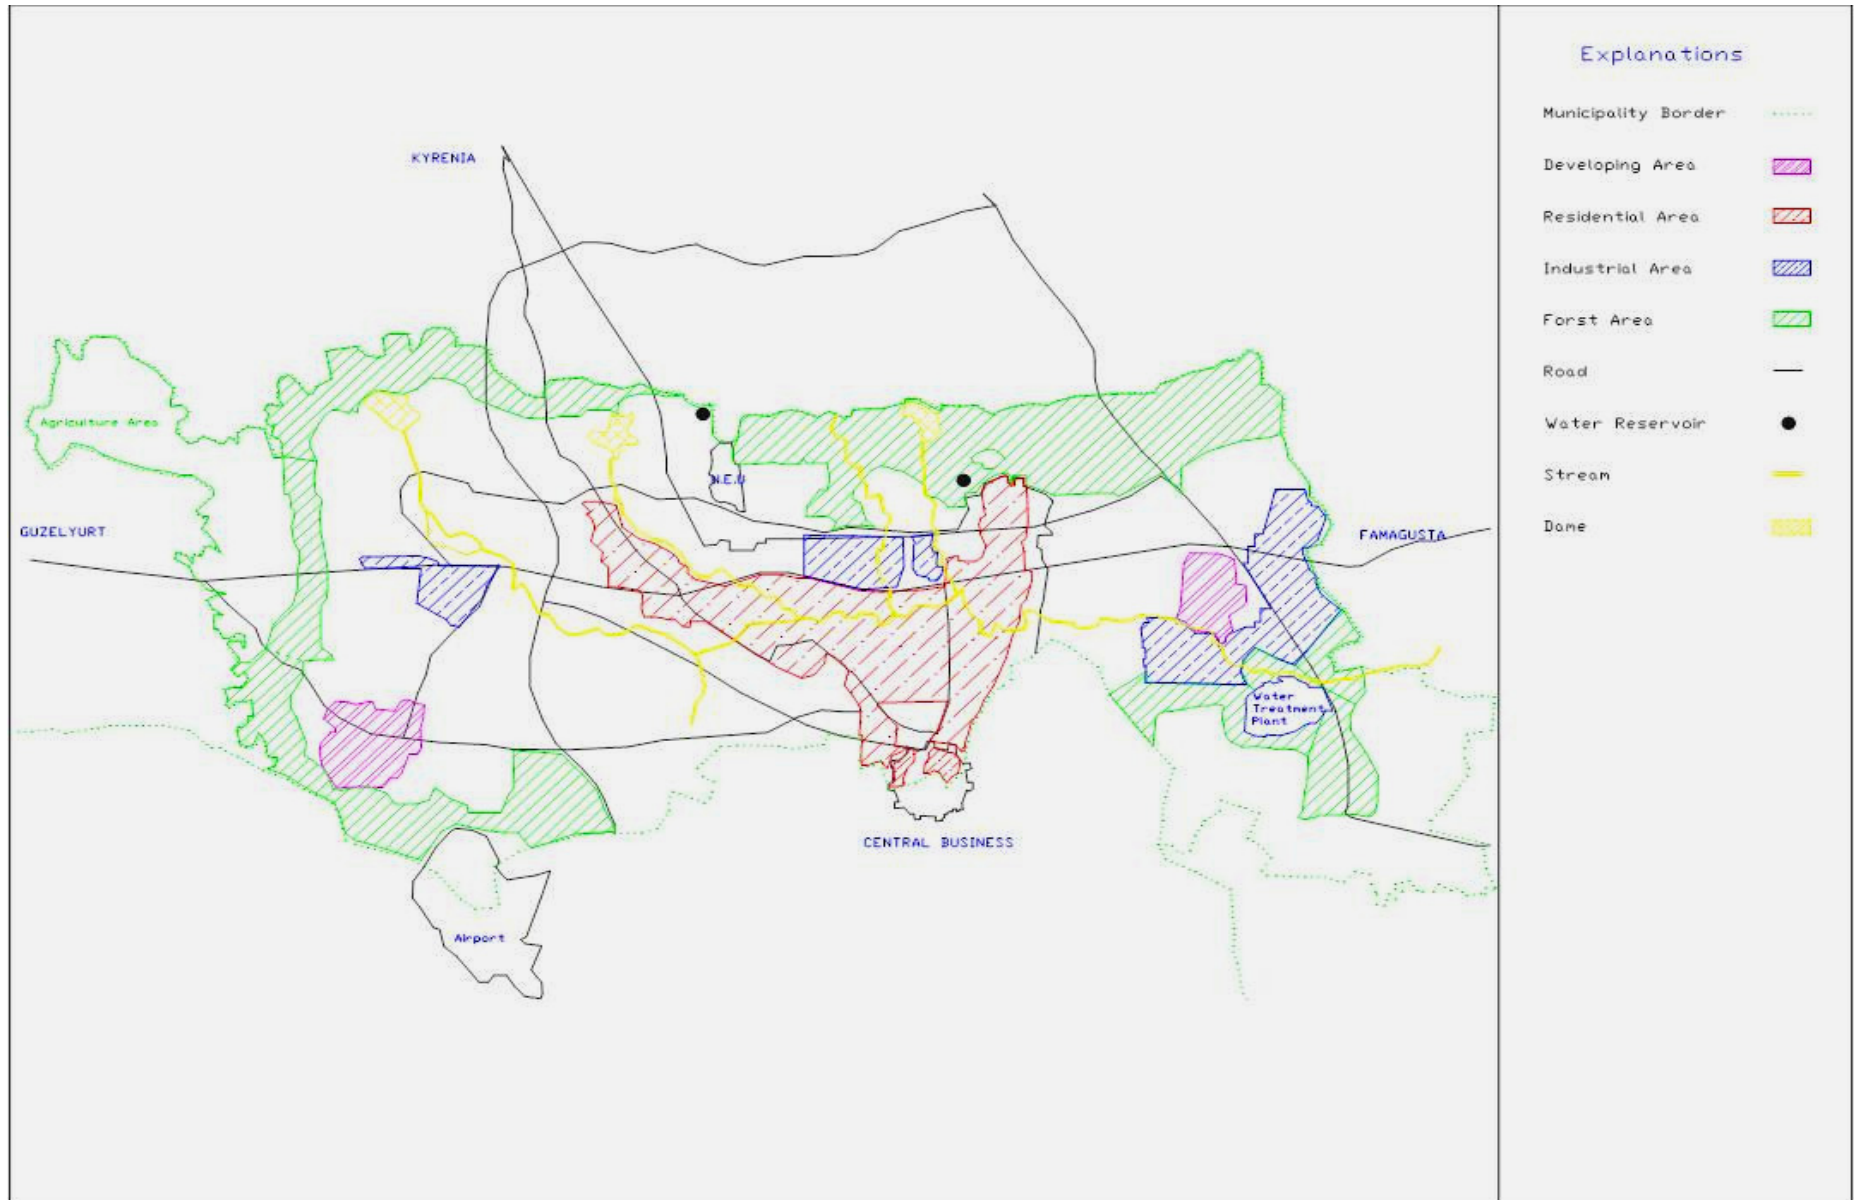 Explanations
Municipality Border
Developing Area
Residential Area
Industrial Area
Forst Area
Road
Water Reservoir
Stream
Dame
KYRENIA
Agriculture Area
N.E.U
GUZELYURT
FAMAGUSTA
Water
Treatment
Plant
CENTRAL BUSINESS
Airport